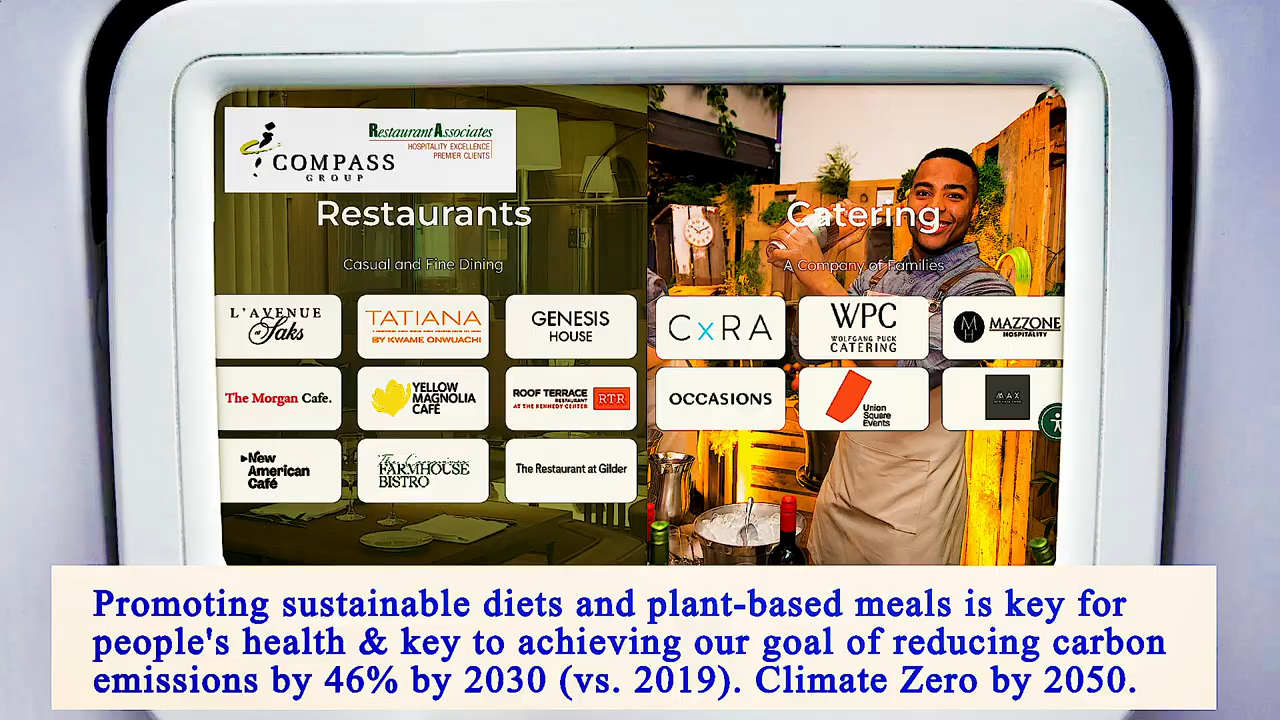 COMPASS
GROUP
Restaurant Associates
HOSPITALITY EXCELLENCE
PREMIER CLIENTS
Restaurants
Casual and Fine Dining
L'AVENUE
Saks
TATIANA
BY KWAME ONWUACHI
GENESIS
HOUSE
The Morgan Cafe.
YELLOW
MAGNOLIA
CAFÉ
ROOF TERRACE
RESTAURANT
AT THE KENNEDY CENTER
RTR
New
American
Café
FARMHOUSE
BISTRO
The Restaurant at Gilder
Catering
A Company of Families
CxRA
WPC
WOLFGANG PUCK
CATERING
MH
MAZZONE
HOSPITALITY
OCCASIONS
Union
Square
Events
MAX
Promoting sustainable diets and plant-based meals is key for
people's health & key to achieving our goal of reducing carbon
emissions by 46% by 2030 (vs. 2019). Climate Zero by 2050.